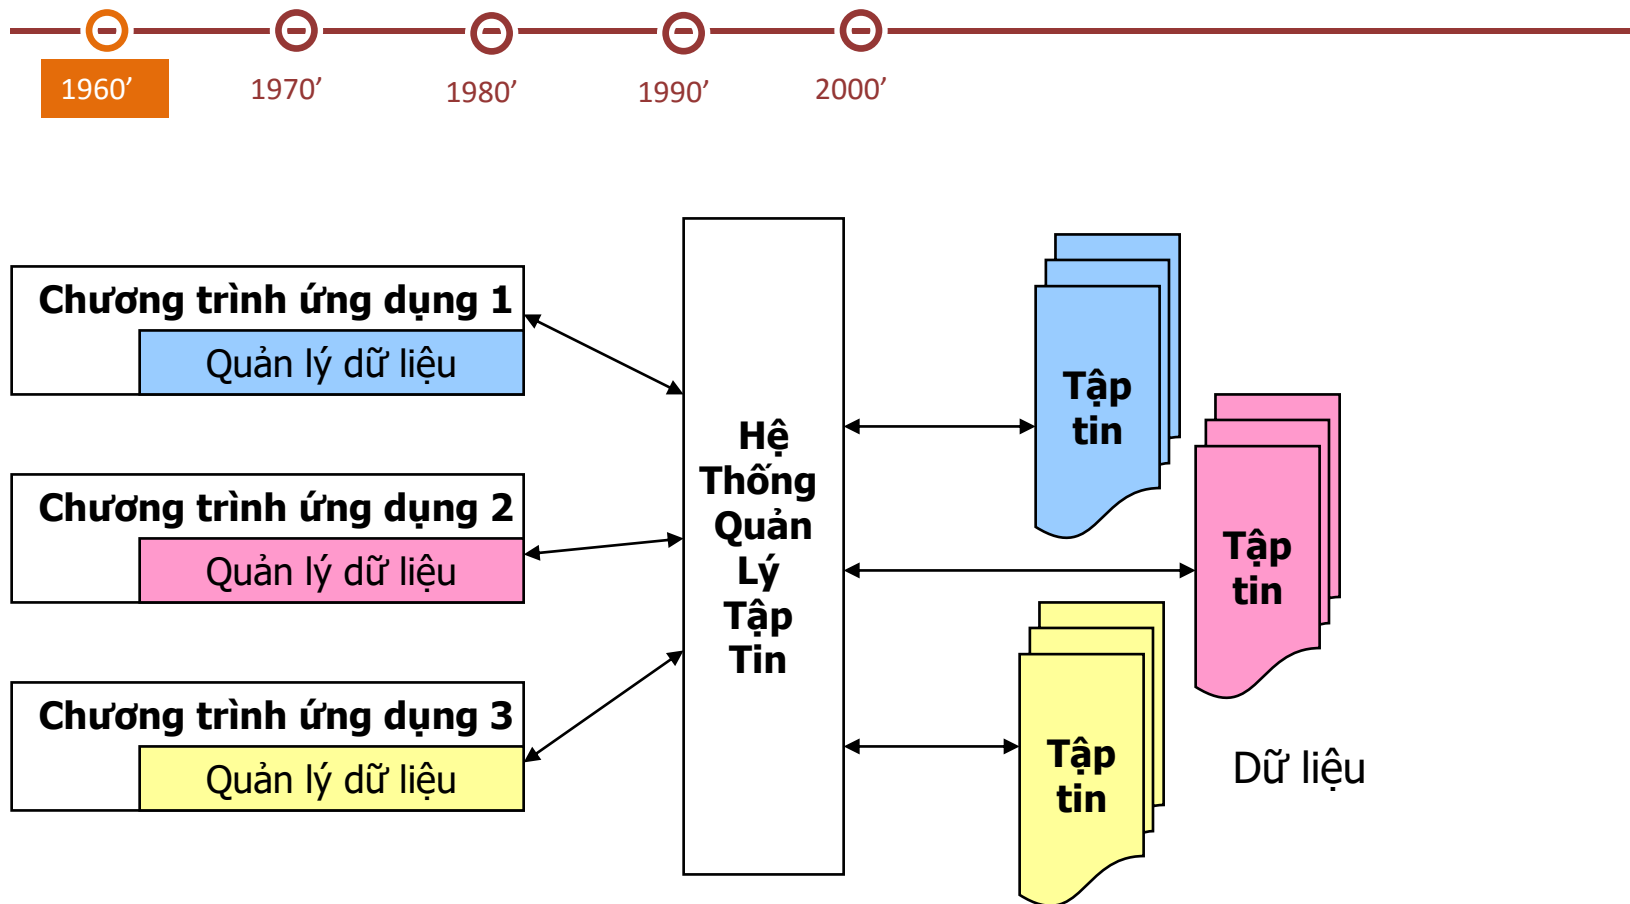 1960’
1970’
1980’
1990’
2000’
Chương trình ứng dụng 1
Quản lý dữ liệu
Chương trình ứng dụng 2
Quản lý dữ liệu
Chương trình ứng dụng 3
Quản lý dữ liệu
Hệ
Thống
Quản
Lý
Tập
Tin
Tập
tin
Tập
tin
Tập
tin
Dữ liệu